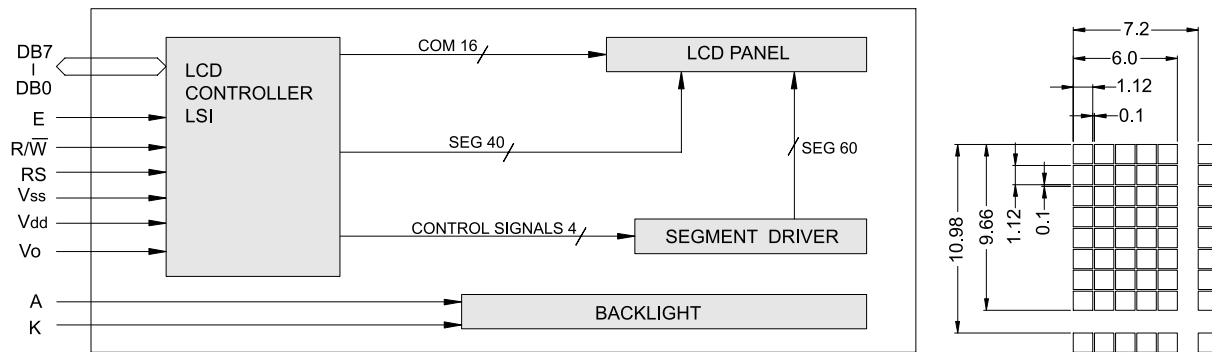 DB7
DB0
E
R/W̅
RS
Vss
Vdd
Vo
A
K
LCD
CONTROLLER
LSI
COM 16
LCD PANEL
SEG 40
SEG 60
CONTROL SIGNALS 4
SEGMENT DRIVER
BACKLIGHT
7.2
6.0
1.12
0.1
10.98
9.66
1.12
0.1